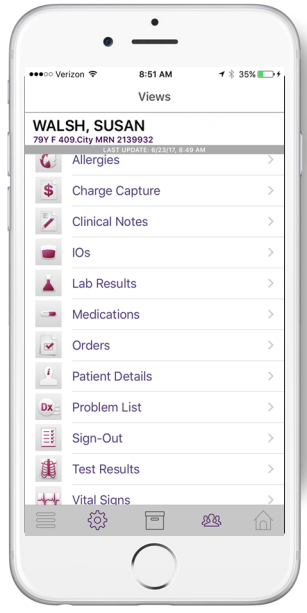 ●●●○○ Verizon 8:51 AM 35%
Views
WALSH, SUSAN
79Y F 409.City MRN 2139932
LAST UPDATE: 6/23/17, 8:49 AM
Allergies
$ Charge Capture
Clinical Notes
IOs
Lab Results
Medications
Orders
i Patient Details
Dx Problem List
Sign-Out
Test Results
Vital Signs